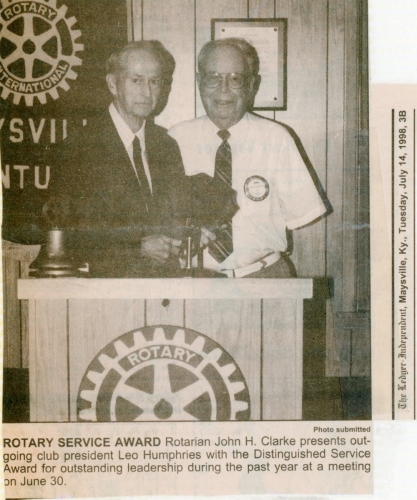 ROTARY
INTERNATIONAL
AYSVIL
NTU
ROTARY
Photo submitted
ROTARY SERVICE AWARD Rotarian John H. Clarke presents out-
going club president Leo Humphries with the Distinguished Service
Award for outstanding leadership during the past year at a meeting
on June 30.
The Ledger-Independent, Maysville, Ky., Tuesday, July 14, 1998, 3B